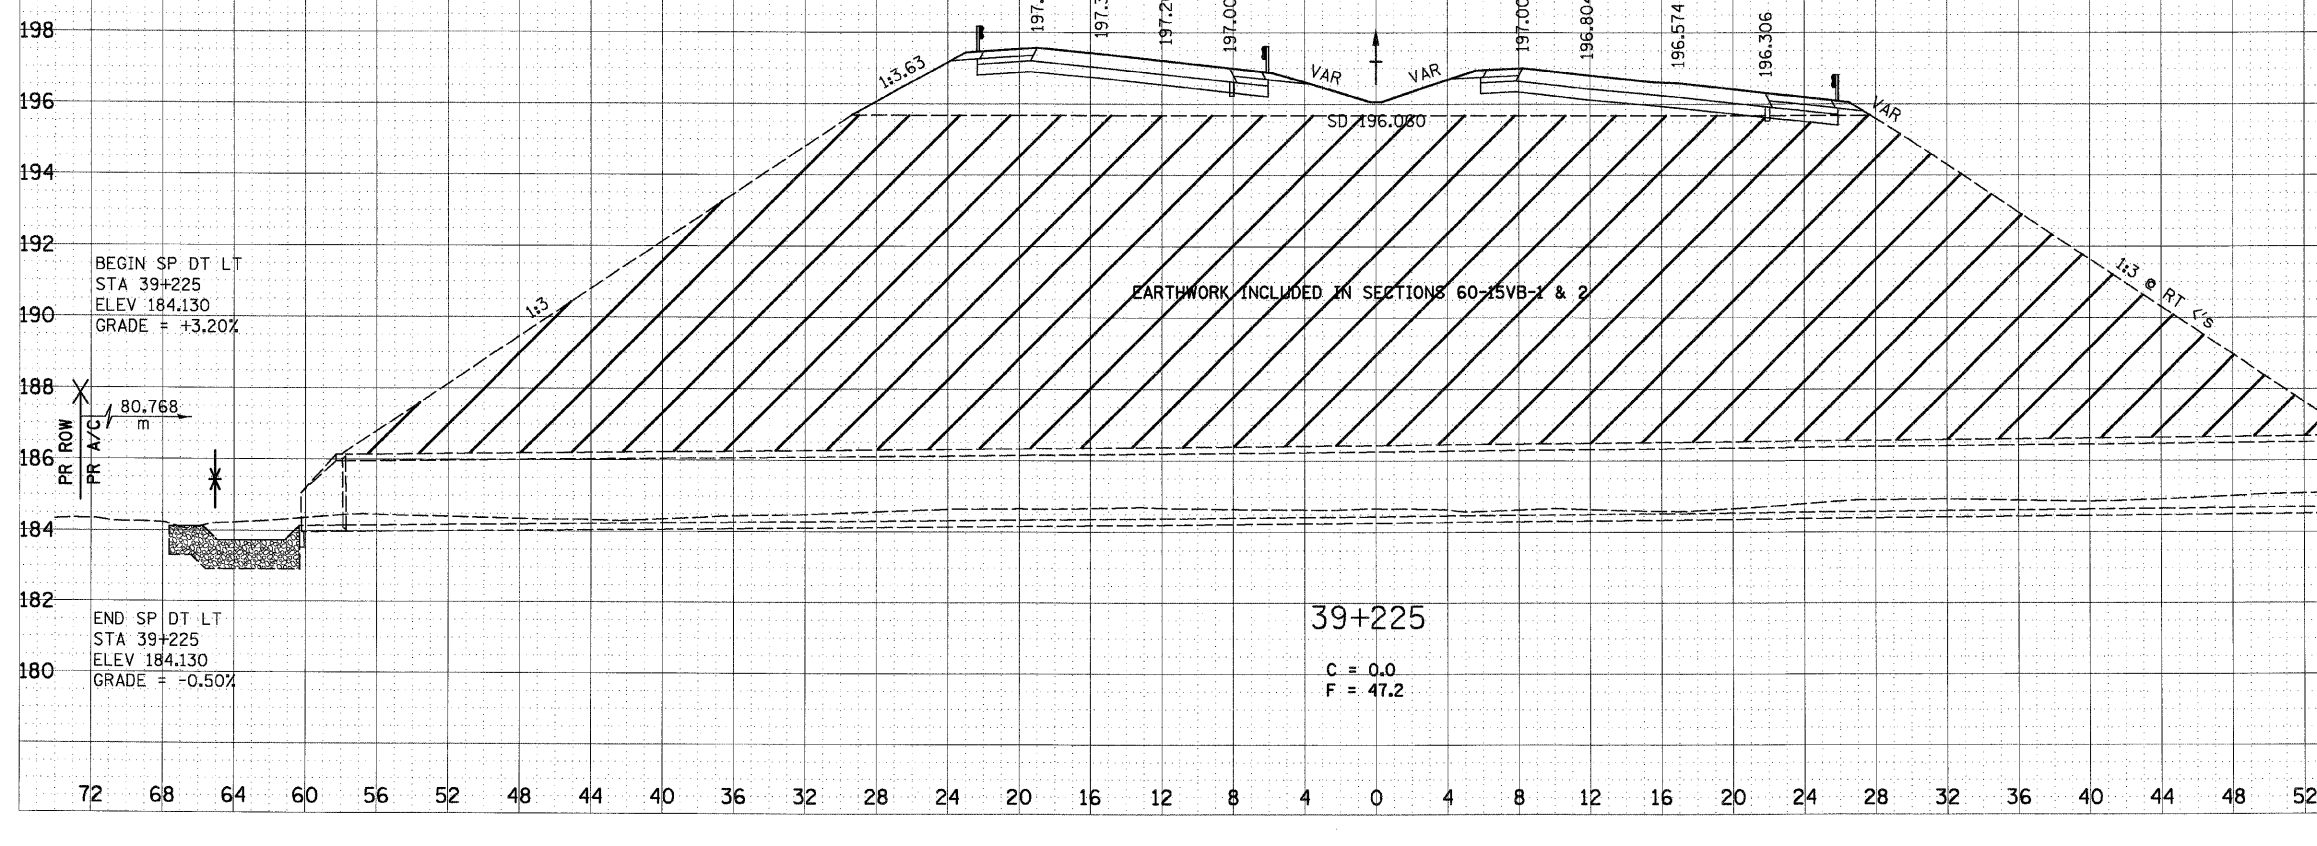 198
196
194
192
190
188
186
184
182
180
197.00
197.00
196.804
196.574
196.306
1:3.63
VAR
VAR
VAR
SD 196.060
1:3
1:3 @ RT <'S
EARTHWORK INCLUDED IN SECTIONS 60-15VB-1 & 2
BEGIN SP DT LT
STA 39+225
ELEV 184.130
GRADE = +3.20%
80.768
m
PR ROW
PR A/C
END SP DT LT
STA 39+225
ELEV 184.130
GRADE = -0.50%
39+225
C = 0.0
F = 47.2
72 68 64 60 56 52 48 44 40 36 32 28 24 20 16 12 8 4 0 4 8 12 16 20 24 28 32 36 40 44 48 52